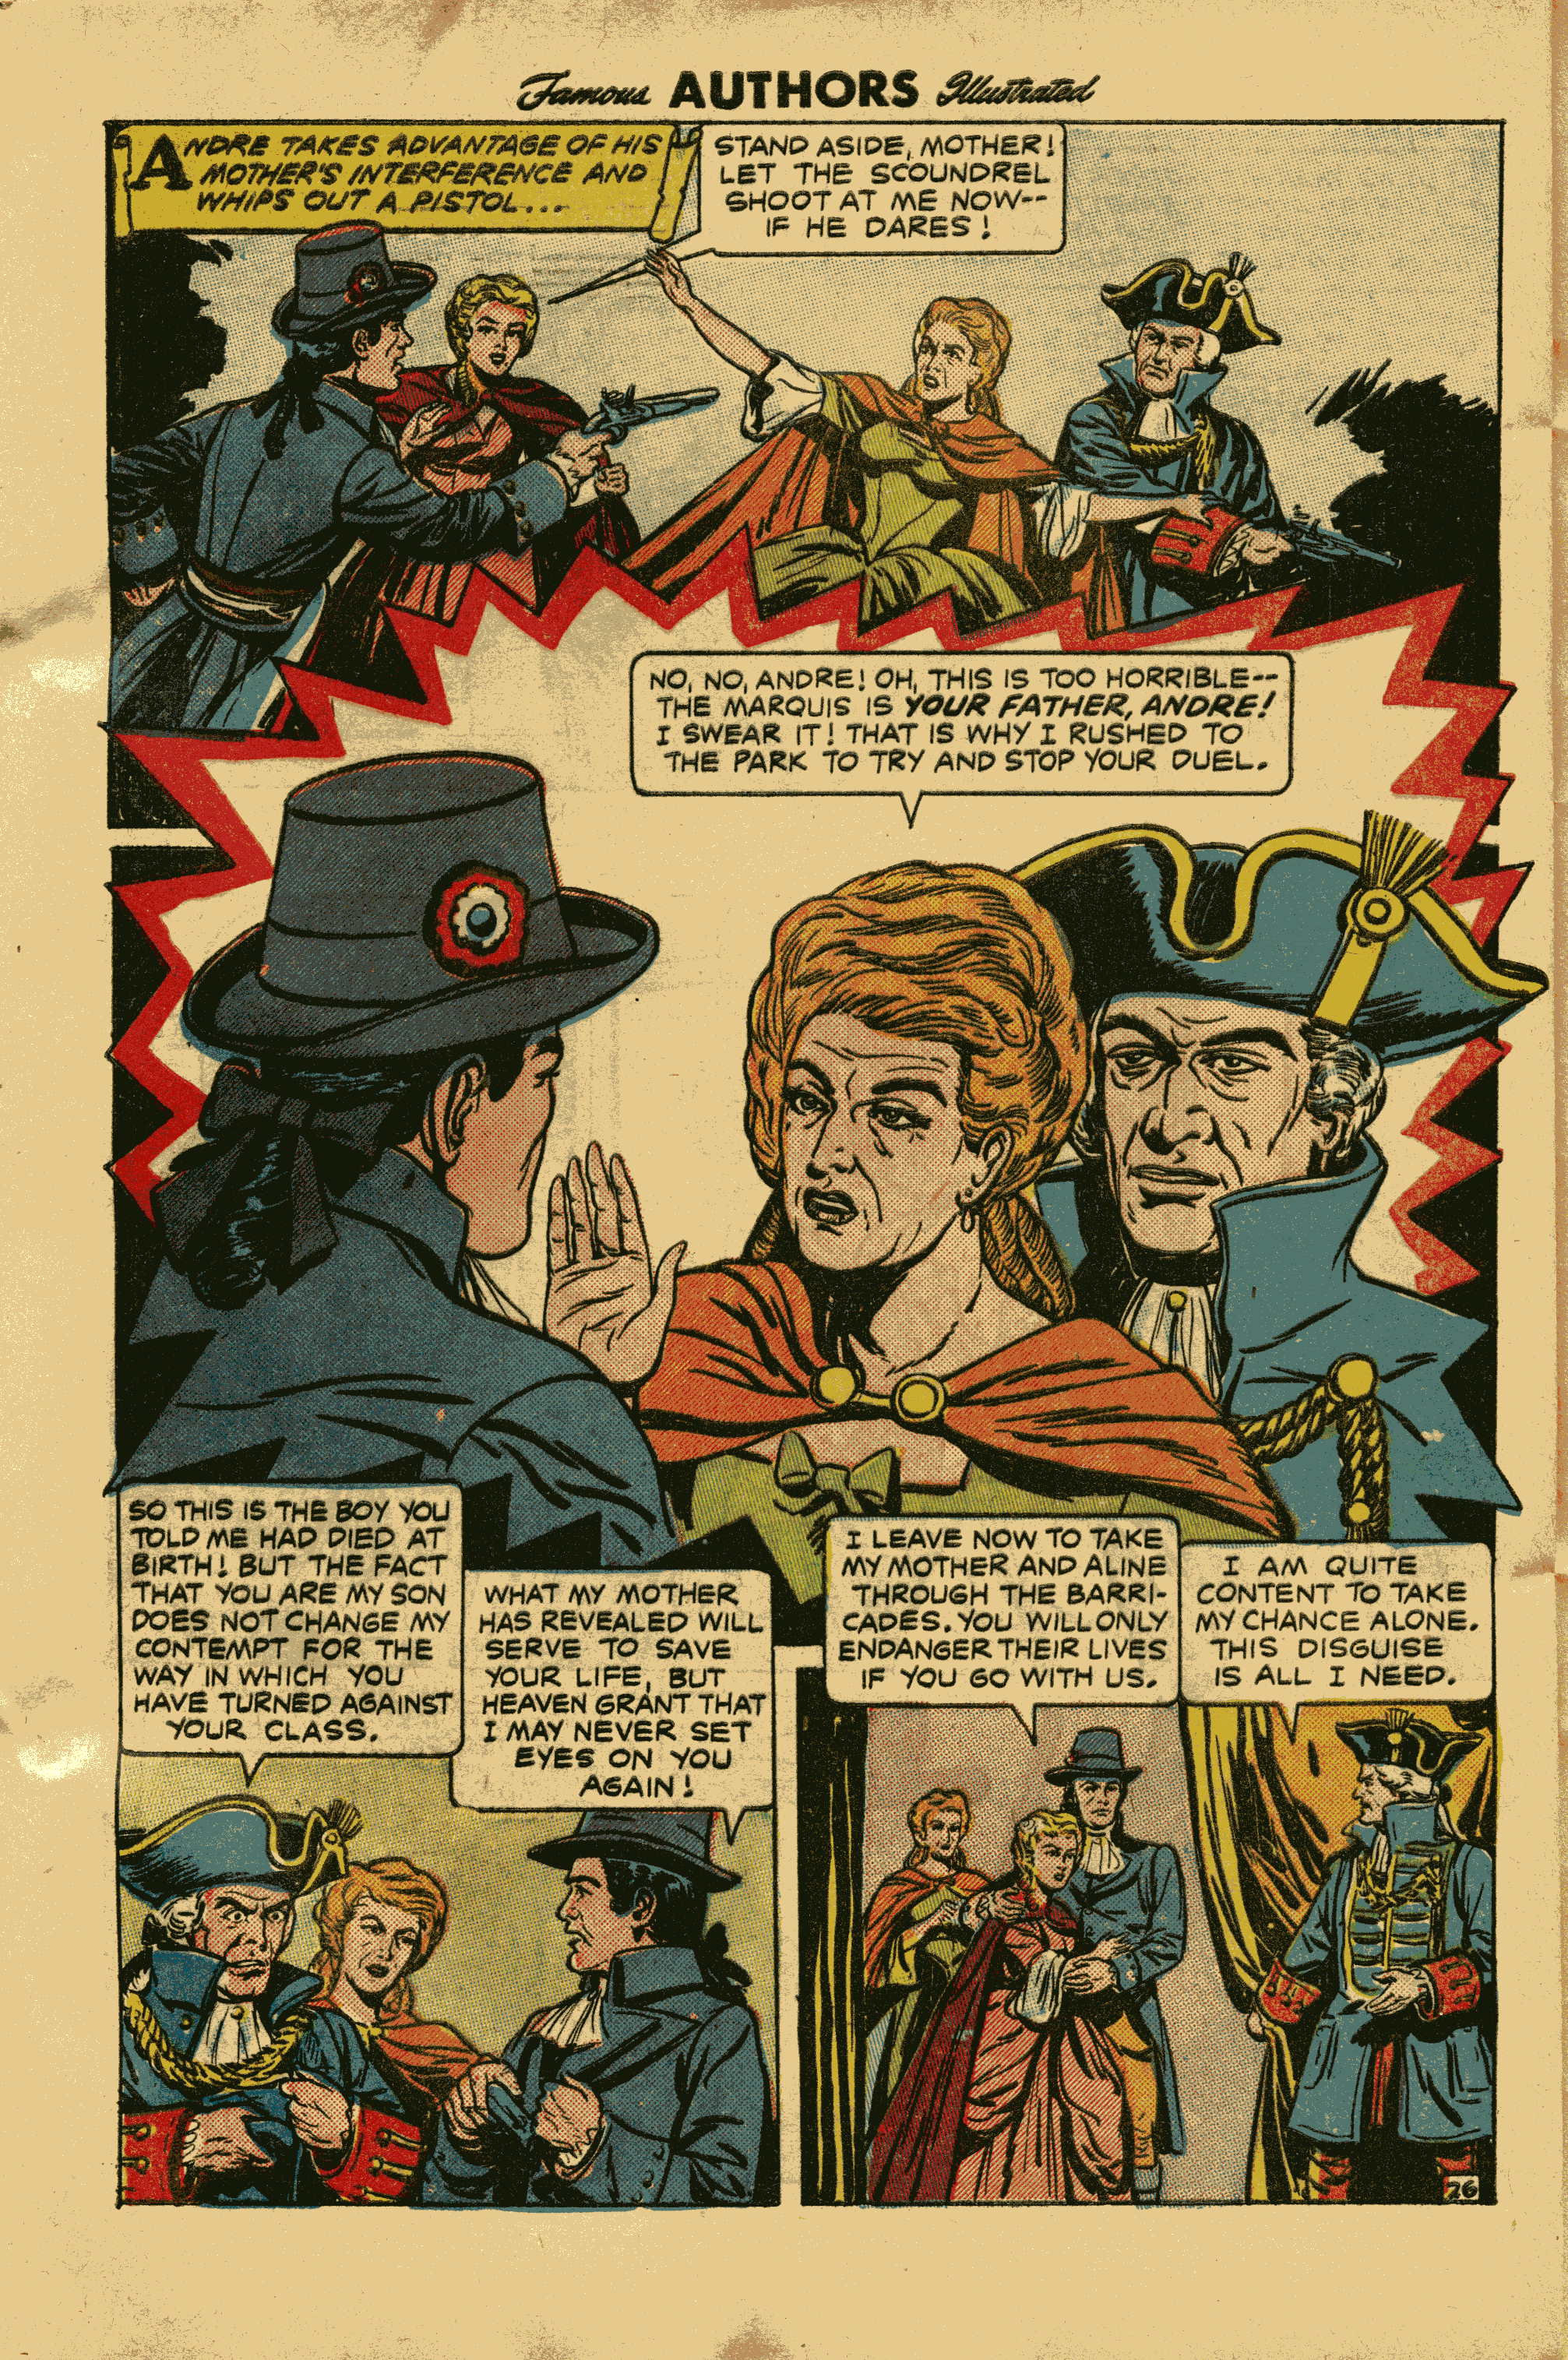 Famous AUTHORS Illustrated
ANDRE TAKES ADVANTAGE OF HIS
MOTHER'S INTERFERENCE AND
WHIPS OUT A PISTOL...
STAND ASIDE, MOTHER!
LET THE SCOUNDREL
SHOOT AT ME NOW--
IF HE DARES!
NO, NO, ANDRE! OH, THIS IS TOO HORRIBLE--
THE MARQUIS IS YOUR FATHER, ANDRE!
I SWEAR IT! THAT IS WHY I RUSHED TO
THE PARK TO TRY AND STOP YOUR DUEL.
SO THIS IS THE BOY YOU
TOLD ME HAD DIED AT
BIRTH! BUT THE FACT
THAT YOU ARE MY SON
DOES NOT CHANGE MY
CONTEMPT FOR THE
WAY IN WHICH YOU
HAVE TURNED AGAINST
YOUR CLASS.
WHAT MY MOTHER
HAS REVEALED WILL
SERVE TO SAVE
YOUR LIFE, BUT
HEAVEN GRANT THAT
I MAY NEVER SET
EYES ON YOU
AGAIN!
I LEAVE NOW TO TAKE
MY MOTHER AND ALINE
THROUGH THE BARRI-
CADES. YOU WILL ONLY
ENDANGER THEIR LIVES
IF YOU GO WITH US.
I AM QUITE
CONTENT TO TAKE
MY CHANCE ALONE.
THIS DISGUISE
IS ALL I NEED.
26